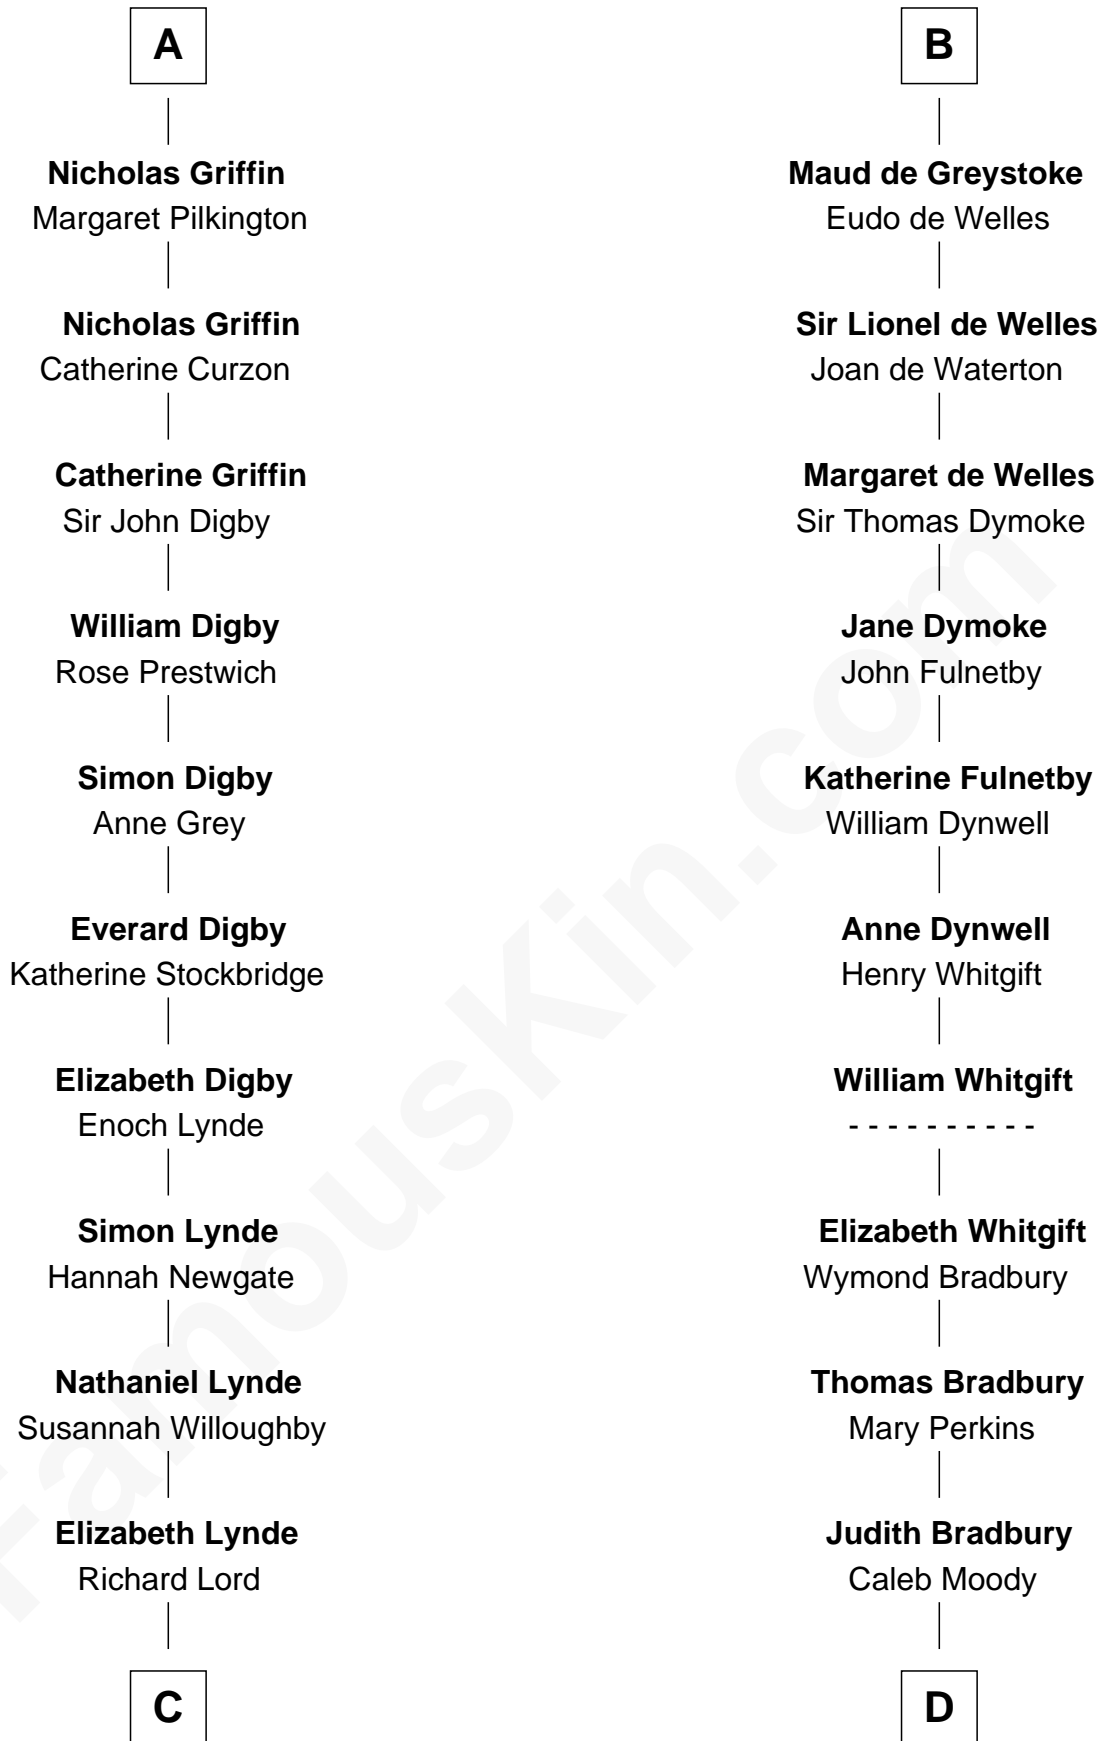 A
Nicholas Griffin
Margaret Pilkington
Nicholas Griffin
Catherine Curzon
Catherine Griffin
Sir John Digby
William Digby
Rose Prestwich
Simon Digby
Anne Grey
Everard Digby
Katherine Stockbridge
Elizabeth Digby
Enoch Lynde
Simon Lynde
Hannah Newgate
Nathaniel Lynde
Susannah Willoughby
Elizabeth Lynde
Richard Lord
C
B
Maud de Greystoke
Eudo de Welles
Sir Lionel de Welles
Joan de Waterton
Margaret de Welles
Sir Thomas Dymoke
Jane Dymoke
John Fulnetby
Katherine Fulnetby
William Dynwell
Anne Dynwell
Henry Whitgift
William Whitgift
- - - - - - - - - -
Elizabeth Whitgift
Wymond Bradbury
Thomas Bradbury
Mary Perkins
Judith Bradbury
Caleb Moody
D
FamousKin.com